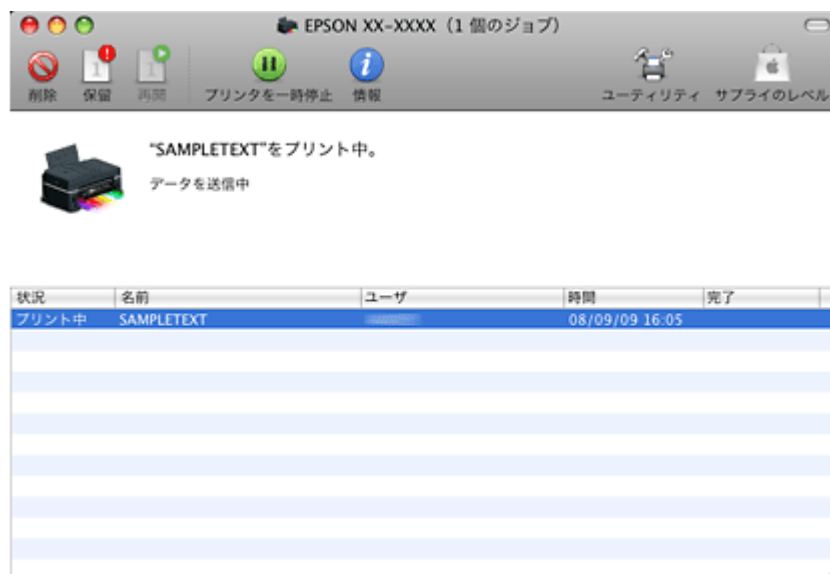 EPSON XX-XXXX（1 個のジョブ）
削除 保留 再開 プリンタを一時停止 情報 ユーティリティ サプライのレベル
"SAMPLETEXT"をプリント中。
データを送信中
状況 名前 ユーザ 時間 完了
プリント中 SAMPLETEXT 08/09/09 16:05